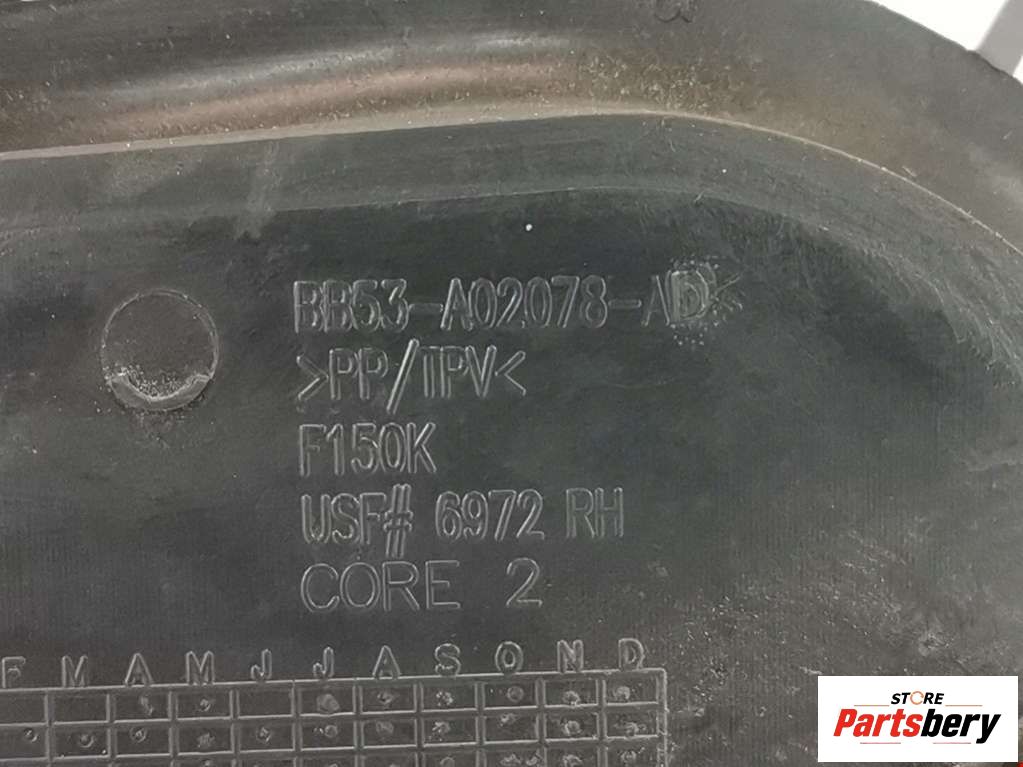 BB53-A02078-AD
>PP/TPV<
F150K
USF# 6972 RH
CORE 2
F M A M J J A S O N D
STORE
Partsbery